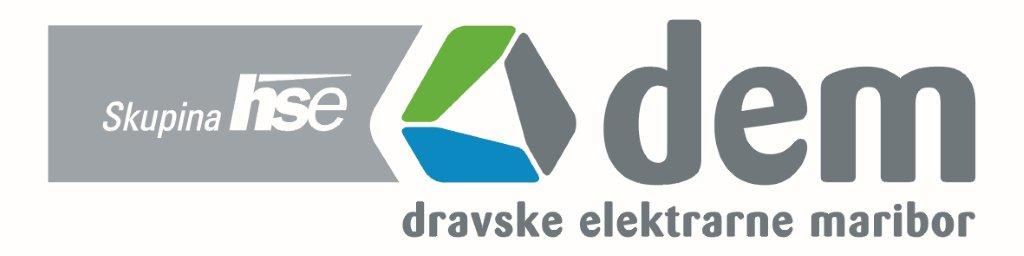 Skupina hse
dem
dravske elektrarne maribor